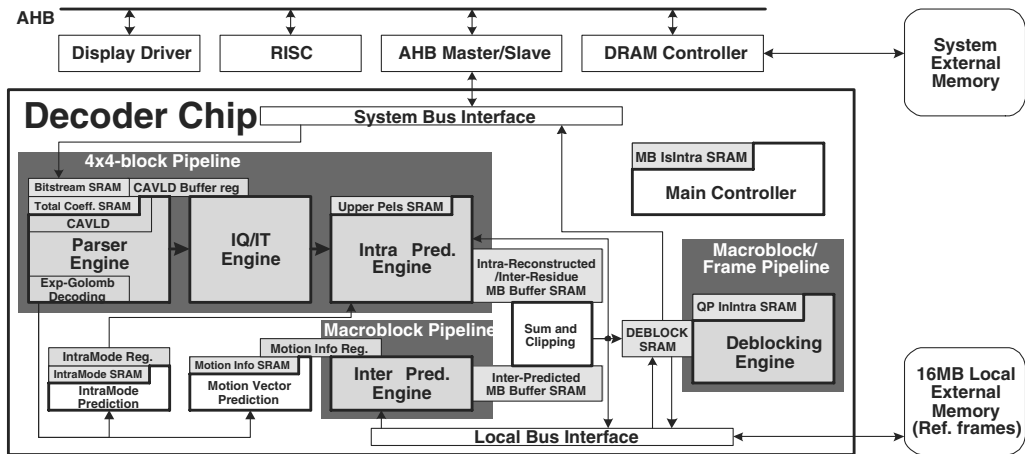 AHB
Display Driver
RISC
AHB Master/Slave
DRAM Controller
System
External
Memory
Decoder Chip
System Bus Interface
4x4-block Pipeline
Bitstream SRAM
CAVLD Buffer reg
Total Coeff. SRAM
CAVLD
Parser
Engine
Exp-Golomb
Decoding
IQ/IT
Engine
Upper Pels SRAM
Intra Pred.
Engine
MB IsIntra SRAM
Main Controller
Intra-Reconstructed
/Inter-Residue
MB Buffer SRAM
Macroblock/
Frame Pipeline
QP InIntra SRAM
Deblocking
Engine
DEBLOCK
SRAM
Sum and
Clipping
Macroblock Pipeline
Motion Info Reg.
Inter Pred.
Engine
Inter-Predicted
MB Buffer SRAM
IntraMode Reg.
IntraMode SRAM
IntraMode
Prediction
Motion Info SRAM
Motion Vector
Prediction
Local Bus Interface
16MB Local
External
Memory
(Ref. frames)